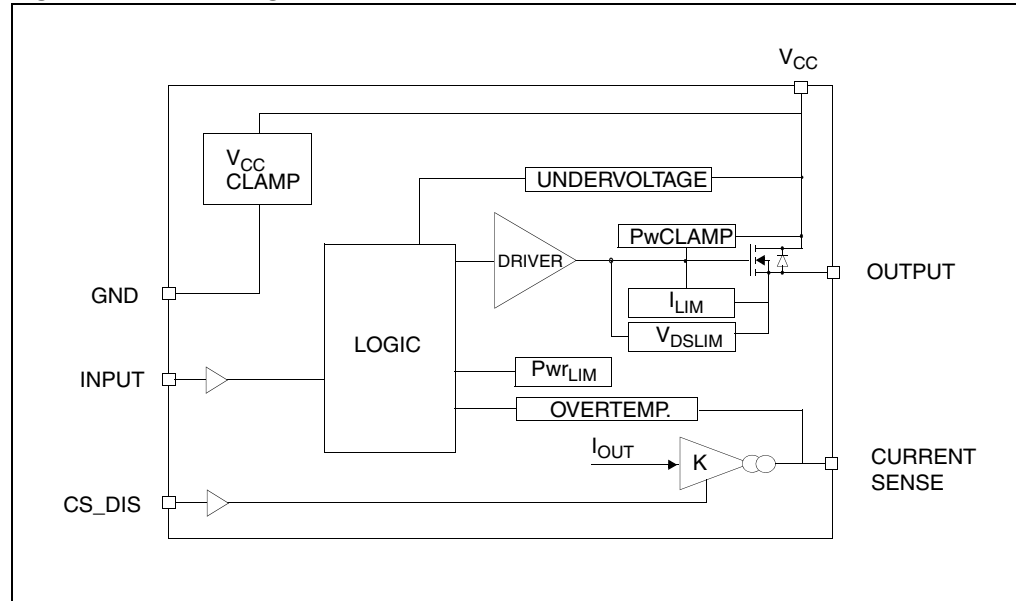 VCC
VCC
CLAMP
UNDERVOLTAGE
PwCLAMP
DRIVER
OUTPUT
GND
ILIM
LOGIC
VDSLIM
INPUT
PwrLIM
OVERTEMP.
IOUT
K
CURRENT
SENSE
CS_DIS